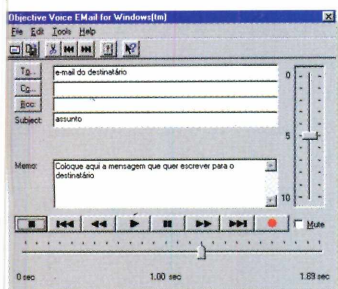 Objective Voice EMail for Windows(tm)
File Edit Tools Help
To... e-mail do destinatário
Cc...
Bcc:
Subject: assunto
Memo: Coloque aqui a mensagem que quer escrever para o
destinatário
0
5
10
Mute
0 sec 1.00 sec 1.69 sec